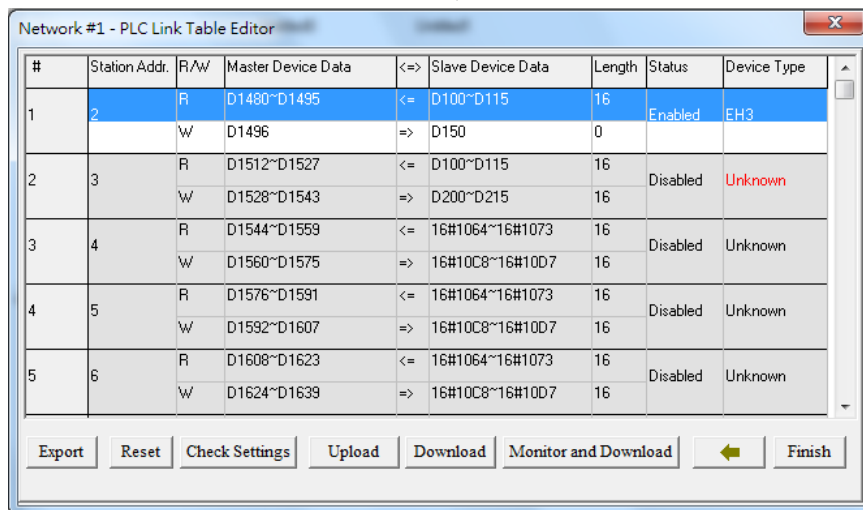 Network #1 - PLC Link Table Editor
# Station Addr. R/W Master Device Data <=> Slave Device Data Length Status Device Type
1 2 R D1480~D1495 <= D100~D115 16 Enabled EH3
W D1496 => D150 0
2 3 R D1512~D1527 <= D100~D115 16 Disabled Unknown
W D1528~D1543 => D200~D215 16
3 4 R D1544~D1559 <= 16#1064~16#1073 16 Disabled Unknown
W D1560~D1575 => 16#10C8~16#10D7 16
4 5 R D1576~D1591 <= 16#1064~16#1073 16 Disabled Unknown
W D1592~D1607 => 16#10C8~16#10D7 16
5 6 R D1608~D1623 <= 16#1064~16#1073 16 Disabled Unknown
W D1624~D1639 => 16#10C8~16#10D7 16
Export Reset Check Settings Upload Download Monitor and Download Finish